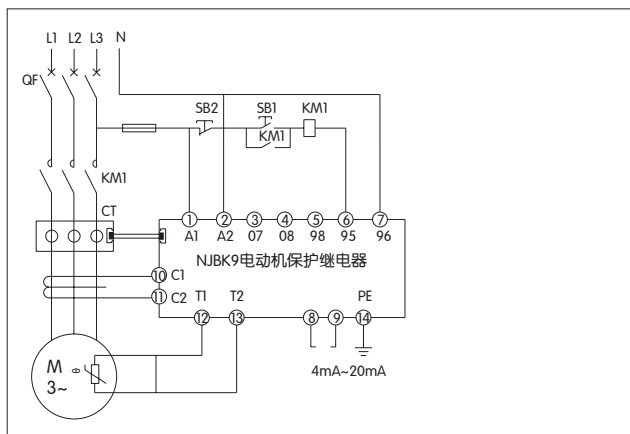 L1 L2 L3 N
QF
SB2 SB1 KM1
KM1
KM1
CT
① ② ③ ④ ⑤ ⑥ ⑦
A1 A2 07 08 98 95 96
NJBK9电动机保护继电器
⑩ C1
⑪ C2
T1 T2 PE
⑫ ⑬ ⑧ ⑨ ⑭
M
3~
θ
4mA~20mA